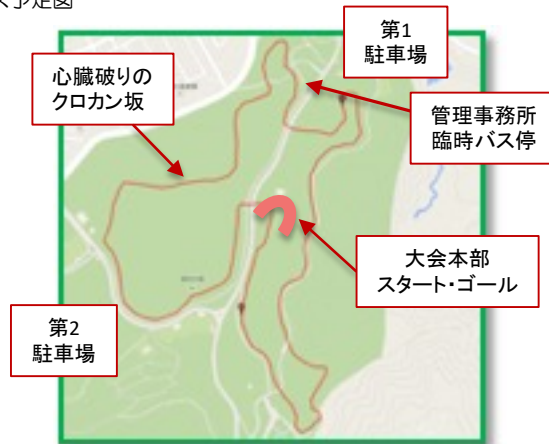 予定図
第1
駐車場
心臓破りの
クロカン坂
管理事務所
臨時バス停
大会本部
スタート・ゴール
第2
駐車場